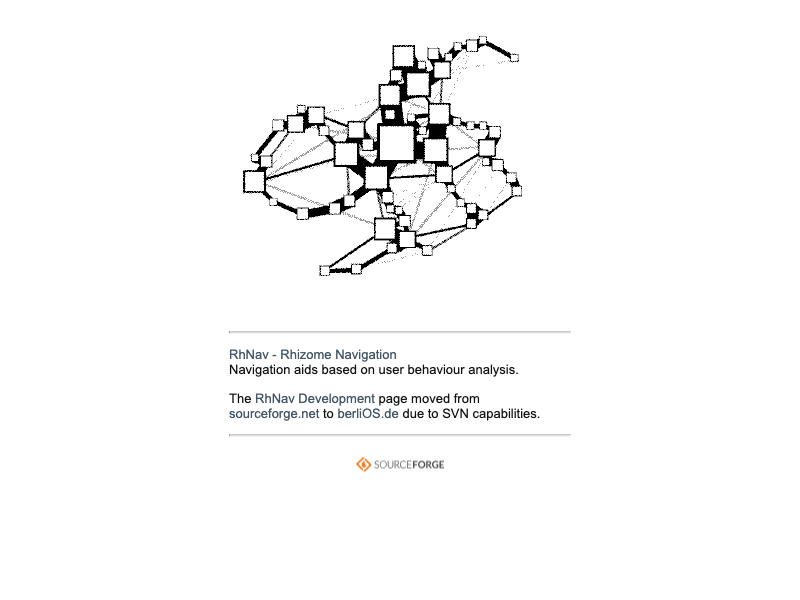 RhNav - Rhizome Navigation
Navigation aids based on user behaviour analysis.
The RhNav Development page moved from
sourceforge.net to berliOS.de due to SVN capabilities.
SOURCEFORGE